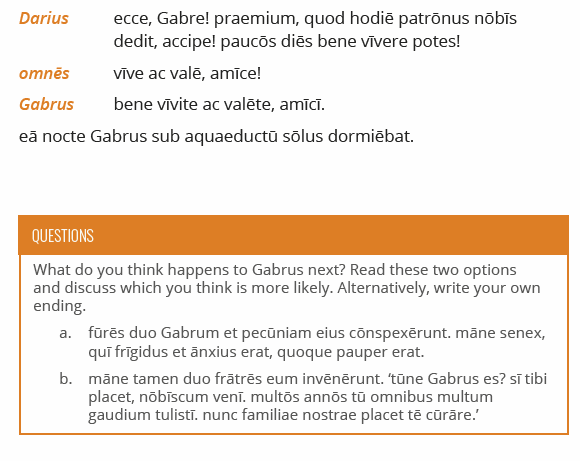 Darius ecce, Gabre! praemium, quod hodiē patrōnus nōbīs
dedit, accipe! paucōs diēs bene vīvere potes!
omnēs vīve ac valē, amīce!
Gabrus bene vīvite ac valēte, amīcī.
eā nocte Gabrus sub aquaeductū sōlus dormiēbat.
QUESTIONS
What do you think happens to Gabrus next? Read these two options
and discuss which you think is more likely. Alternatively, write your own
ending.
a. fūrēs duo Gabrum et pecūniam eius cōnspexērunt. māne senex,
quī frīgidus et ānxius erat, quoque pauper erat.
b. māne tamen duo frātrēs eum invēnērunt. ‘tūne Gabrus es? sī tibi
placet, nōbīscum venī. multōs annōs tū omnibus multum
gaudium tulistī. nunc familiae nostrae placet tē cūrāre.’